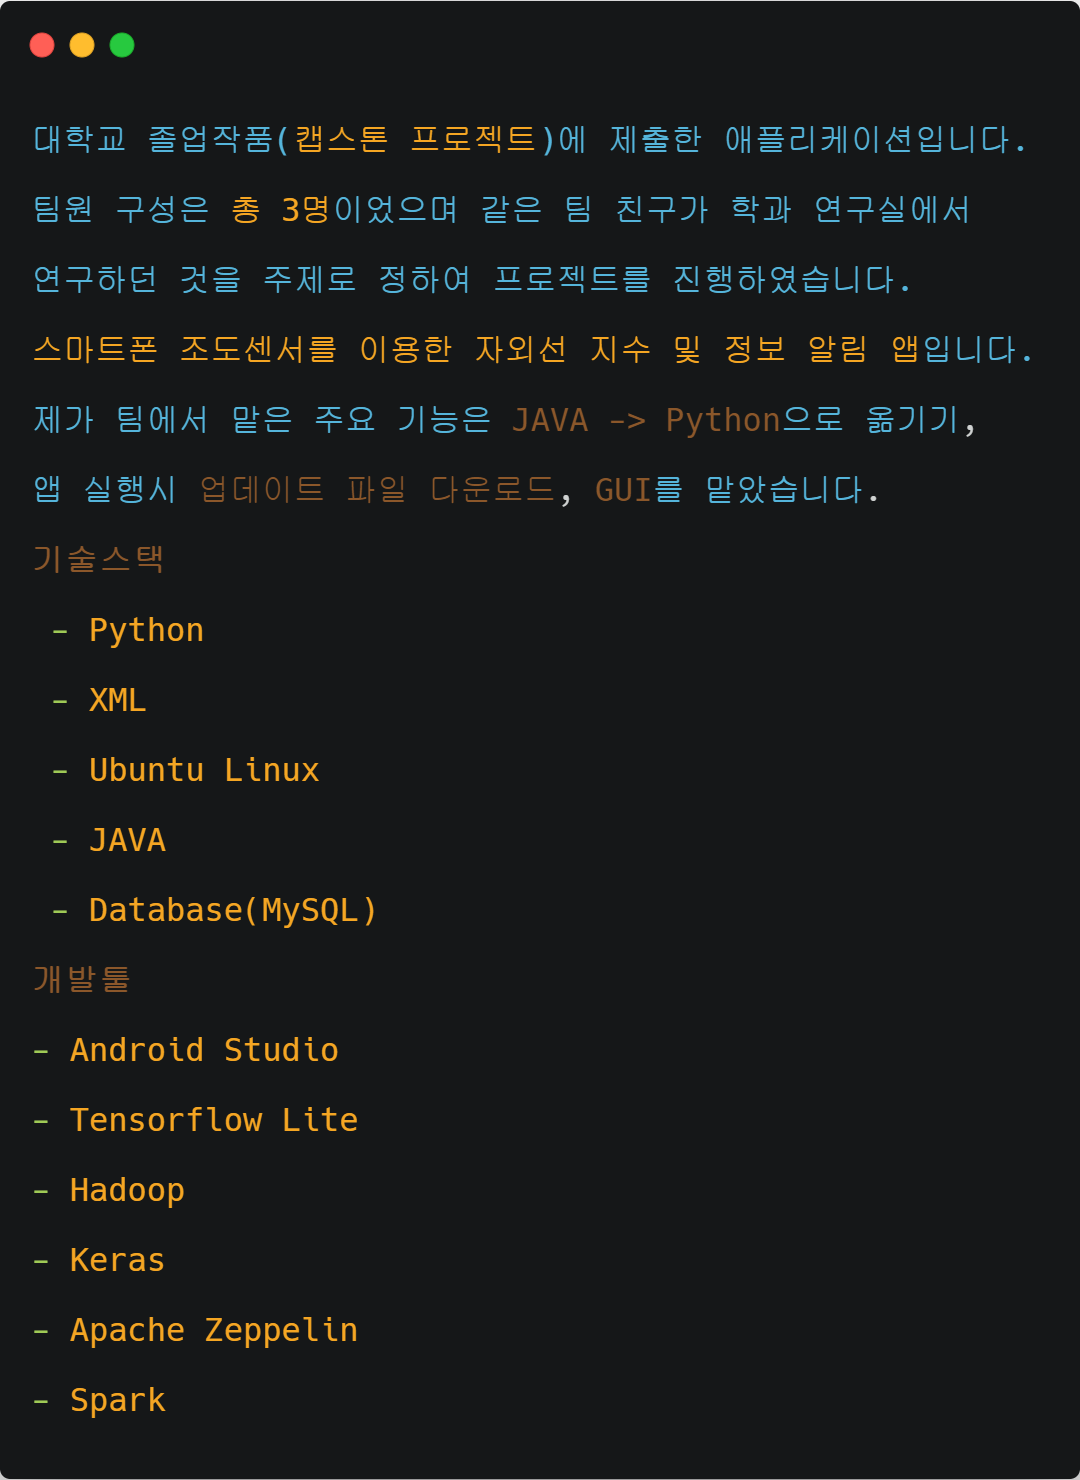 대학교 졸업작품(캡스톤 프로젝트)에 제출한 애플리케이션입니다.
팀원 구성은 총 3명이었으며 같은 팀 친구가 학과 연구실에서
연구하던 것을 주제로 정하여 프로젝트를 진행하였습니다.
스마트폰 조도센서를 이용한 자외선 지수 및 정보 알림 앱입니다.
제가 팀에서 맡은 주요 기능은 JAVA -> Python으로 옮기기,
앱 실행시 업데이트 파일 다운로드, GUI를 맡았습니다.
기술스택
- Python
- XML
- Ubuntu Linux
- JAVA
- Database(MySQL)
개발툴
- Android Studio
- Tensorflow Lite
- Hadoop
- Keras
- Apache Zeppelin
- Spark